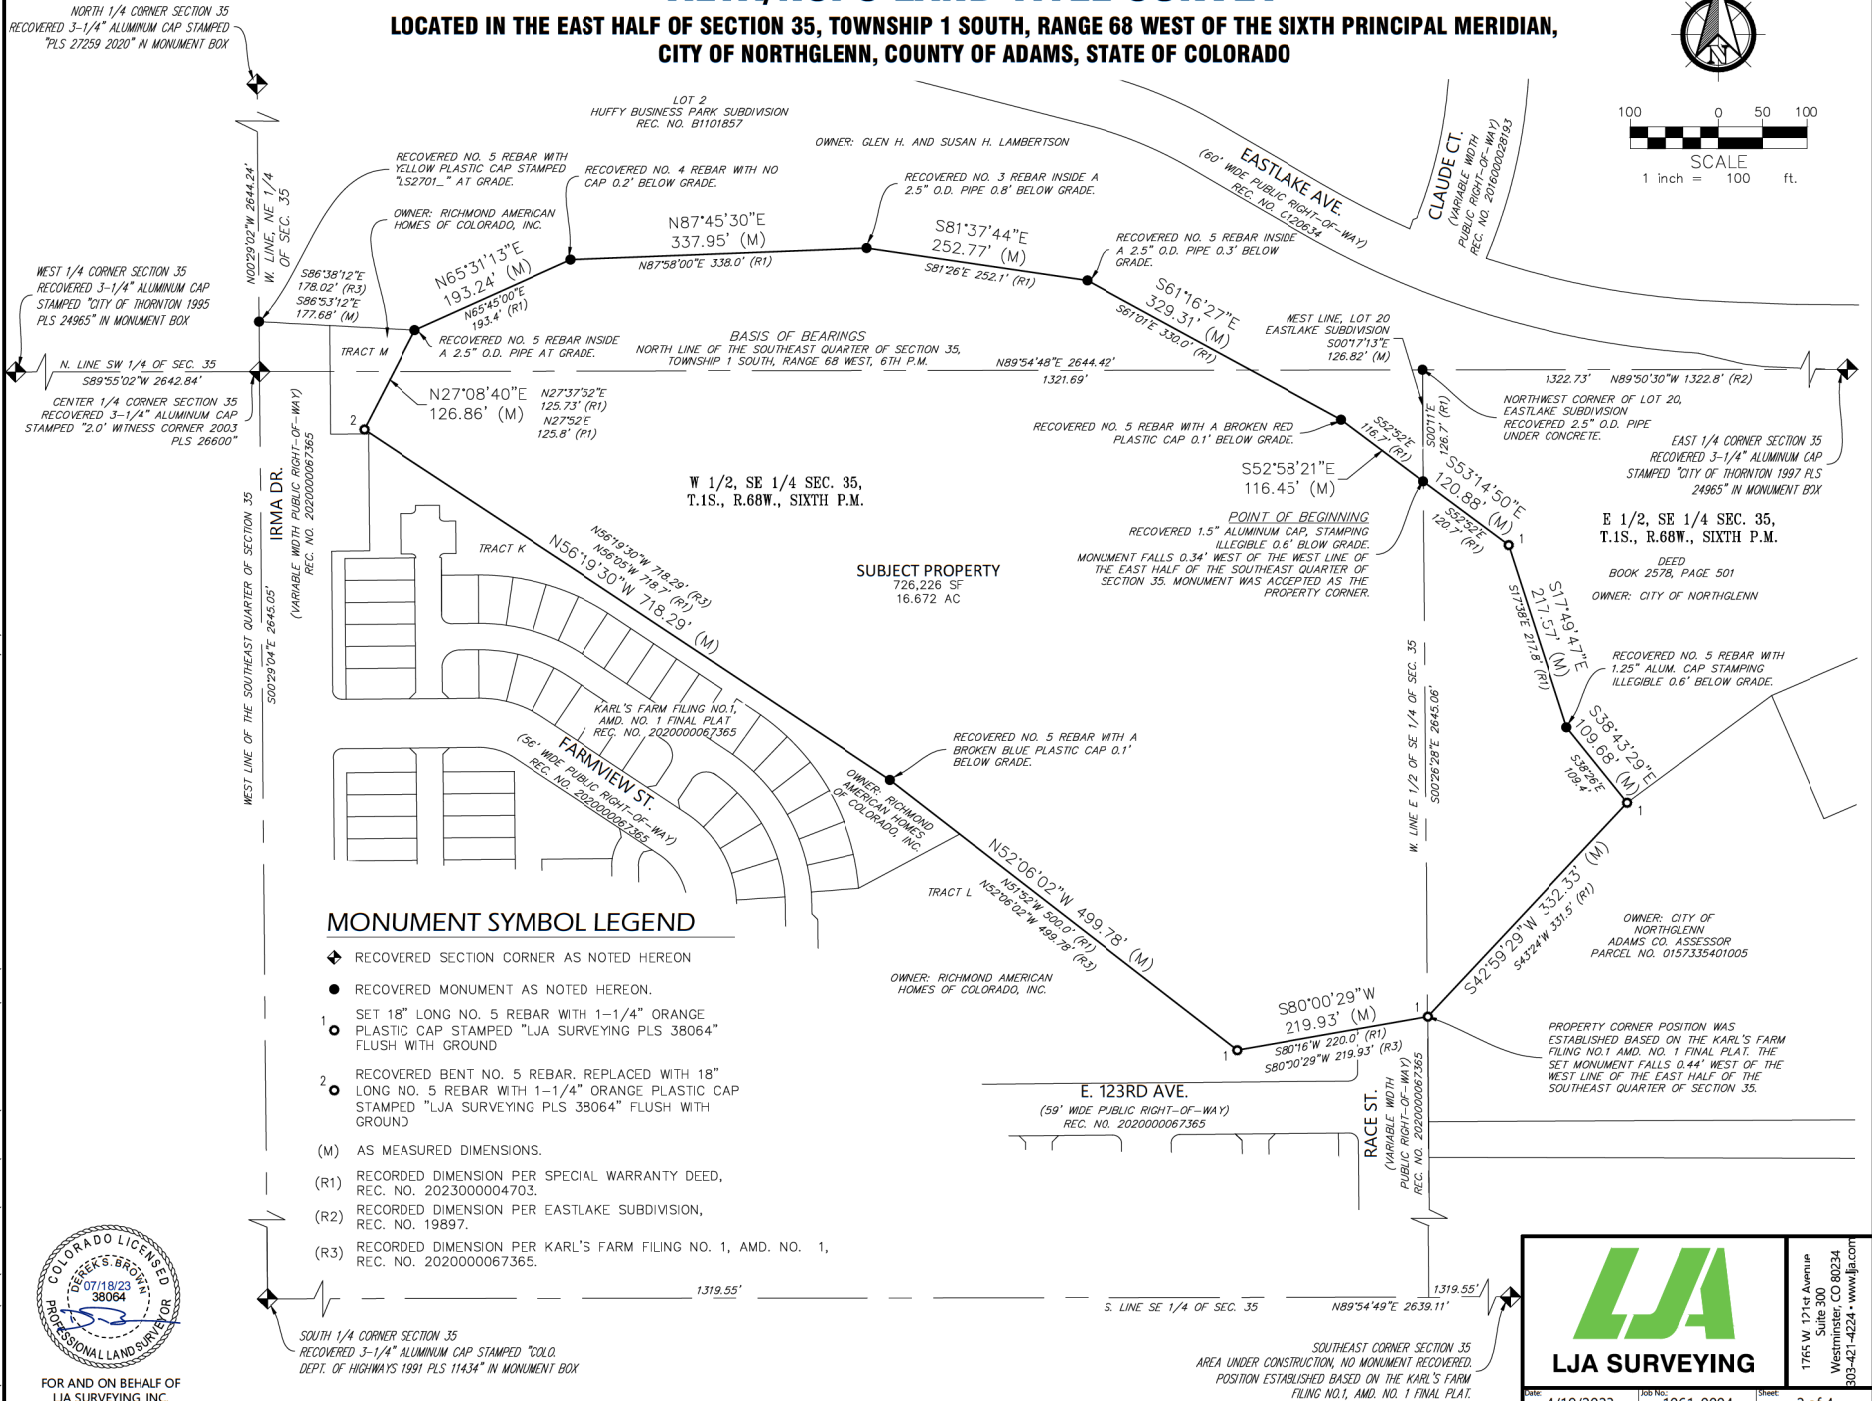 LOCATED IN THE EAST HALF OF SECTION 35, TOWNSHIP 1 SOUTH, RANGE 68 WEST OF THE SIXTH PRINCIPAL MERIDIAN,
CITY OF NORTHGLENN, COUNTY OF ADAMS, STATE OF COLORADO
NORTH 1/4 CORNER SECTION 35
RECOVERED 3-1/4" ALUMINUM CAP STAMPED
"PLS 27259 2020" N MONUMENT BOX
N
100 0 50 100
SCALE
1 inch = 100 ft.
LOT 2
HUFFY BUSINESS PARK SUBDIVISION
REC. NO. B1101857
OWNER: GLEN H. AND SUSAN H. LAMBERTSON
EASTLAKE AVE.
(60' WIDE PUBLIC RIGHT-OF-WAY)
REC. NO. C120634
CLAUDE CT.
(VARIABLE WIDTH
PUBLIC RIGHT-OF-WAY)
REC. NO. 2016000028193
N00°29'02"W 2644.24'
W. LINE, NE 1/4
OF SEC. 35
RECOVERED NO. 5 REBAR WITH
YELLOW PLASTIC CAP STAMPED
"LS2701_" AT GRADE.
RECOVERED NO. 4 REBAR WITH NO
CAP 0.2' BELOW GRADE.
RECOVERED NO. 3 REBAR INSIDE A
2.5" O.D. PIPE 0.8' BELOW GRADE.
OWNER: RICHMOND AMERICAN
HOMES OF COLORADO, INC.
N87°45'30"E
337.95' (M)
N87°58'00"E 338.0' (R1)
S81°37'44"E
252.77' (M)
S81°26'E 252.1' (R1)
RECOVERED NO. 5 REBAR INSIDE
A 2.5" O.D. PIPE 0.3' BELOW
GRADE.
N65°31'13"E
193.24' (M)
N65°45'00"E
193.4' (R1)
S61°16'27"E
329.31' (M)
S61°01'E 330.0' (R1)
WEST 1/4 CORNER SECTION 35
RECOVERED 3-1/4" ALUMINUM CAP
STAMPED "CITY OF THORNTON 1995
PLS 24965" IN MONUMENT BOX
S86°38'12"E
178.02' (R3)
S86°53'12"E
177.68' (M)
TRACT M
RECOVERED NO. 5 REBAR INSIDE
A 2.5" O.D. PIPE AT GRADE.
BASIS OF BEARINGS
NORTH LINE OF THE SOUTHEAST QUARTER OF SECTION 35,
TOWNSHIP 1 SOUTH, RANGE 68 WEST, 6TH P.M.
N89°54'48"E 2644.42'
1321.69'
WEST LINE, LOT 20
EASTLAKE SUBDIVISION
S00°17'13"E
126.82' (M)
S00°11'E
126.7' (R1)
1322.73' N89°50'30"W 1322.8' (R2)
N. LINE SW 1/4 OF SEC. 35
S89°55'02"W 2642.84'
CENTER 1/4 CORNER SECTION 35
RECOVERED 3-1/4" ALUMINUM CAP
STAMPED "2.0' WITNESS CORNER 2003
PLS 26600"
N27°08'40"E
126.86' (M)
N27°37'52"E
125.73' (R1)
N27°52'E
125.8' (R1)
2
NORTHWEST CORNER OF LOT 20,
EASTLAKE SUBDIVISION
RECOVERED 2.5" O.D. PIPE
UNDER CONCRETE.
EAST 1/4 CORNER SECTION 35
RECOVERED 3-1/4" ALUMINUM CAP
STAMPED "CITY OF THORNTON 1997 PLS
24965" IN MONUMENT BOX
RECOVERED NO. 5 REBAR WITH A BROKEN RED
PLASTIC CAP 0.1' BELOW GRADE.
S52°52'E
116.7' (R1)
S52°58'21"E
116.45' (M)
S53°14'50"E
120.88' (M)
S52°52'E
120.7' (R1)
1
W 1/2, SE 1/4 SEC. 35,
T.1S., R.68W., SIXTH P.M.
E 1/2, SE 1/4 SEC. 35,
T.1S., R.68W., SIXTH P.M.
DEED
BOOK 2578, PAGE 501
OWNER: CITY OF NORTHGLENN
POINT OF BEGINNING
RECOVERED 1.5" ALUMINUM CAP, STAMPING
ILLEGIBLE 0.6' BLOW GRADE.
MONUMENT FALLS 0.34' WEST OF THE WEST LINE OF
THE EAST HALF OF THE SOUTHEAST QUARTER OF
SECTION 35. MONUMENT WAS ACCEPTED AS THE
PROPERTY CORNER.
SUBJECT PROPERTY
726,226 SF
16.672 AC
IRMA DR.
(VARIABLE WIDTH PUBLIC RIGHT-OF-WAY)
REC. NO. 2020000067365
WEST LINE OF THE SOUTHEAST QUARTER OF SECTION 35
S00°29'04"E 2645.05'
TRACT K
N56°19'30"W 718.29' (R3)
N56°05'W 718.7' (R1)
N56°19'30"W 718.29' (M)
S17°49'47"E
217.57' (M)
S17°38'E 217.8' (R1)
RECOVERED NO. 5 REBAR WITH
1.25" ALUM. CAP STAMPING
ILLEGIBLE 0.6' BELOW GRADE.
S38°43'29"E
109.68' (M)
S38°26'E
109.4'
1
W. LINE E 1/2 OF SE 1/4 OF SEC. 35
S00°26'28"E 2645.06'
KARL'S FARM FILING NO.1,
AMD. NO. 1 FINAL PLAT
REC. NO. 2020000067365
FARMVIEW ST.
(56' WIDE PUBLIC RIGHT-OF-WAY)
REC. NO. 2020000067365
RECOVERED NO. 5 REBAR WITH A
BROKEN BLUE PLASTIC CAP 0.1'
BELOW GRADE.
OWNER: RICHMOND
AMERICAN HOMES
OF COLORADO, INC.
TRACT L
N52°06'02"W 499.78' (M)
N51°52'W 500.0' (R1)
N52°06'02"W 499.78' (R3)
S42°59'29"W 332.33' (M)
S43°24'W 331.5' (R1)
OWNER: CITY OF
NORTHGLENN
ADAMS CO. ASSESSOR
PARCEL NO. 0157335401005
OWNER: RICHMOND AMERICAN
HOMES OF COLORADO, INC.
S80°00'29"W
219.93' (M)
S80°16'W 220.0' (R1)
S80°00'29"W 219.93' (R3)
1
1
PROPERTY CORNER POSITION WAS
ESTABLISHED BASED ON THE KARL'S FARM
FILING NO.1 AMD. NO. 1 FINAL PLAT. THE
SET MONUMENT FALLS 0.44' WEST OF THE
WEST LINE OF THE EAST HALF OF THE
SOUTHEAST QUARTER OF SECTION 35.
E. 123RD AVE.
(59' WIDE PUBLIC RIGHT-OF-WAY)
REC. NO. 2020000067365
RACE ST.
(VARIABLE WIDTH
PUBLIC RIGHT-OF-WAY)
REC. NO. 2020000067365
MONUMENT SYMBOL LEGEND
RECOVERED SECTION CORNER AS NOTED HEREON
RECOVERED MONUMENT AS NOTED HEREON.
1 SET 18" LONG NO. 5 REBAR WITH 1-1/4" ORANGE
PLASTIC CAP STAMPED "LJA SURVEYING PLS 38064"
FLUSH WITH GROUND
2 RECOVERED BENT NO. 5 REBAR. REPLACED WITH 18"
LONG NO. 5 REBAR WITH 1-1/4" ORANGE PLASTIC CAP
STAMPED "LJA SURVEYING PLS 38064" FLUSH WITH
GROUND
(M) AS MEASURED DIMENSIONS.
(R1) RECORDED DIMENSION PER SPECIAL WARRANTY DEED,
REC. NO. 2023000004703.
(R2) RECORDED DIMENSION PER EASTLAKE SUBDIVISION,
REC. NO. 19897.
(R3) RECORDED DIMENSION PER KARL'S FARM FILING NO. 1, AMD. NO. 1,
REC. NO. 2020000067365.
1319.55'
S. LINE SE 1/4 OF SEC. 35
N89°54'49"E 2639.11'
1319.55'
SOUTH 1/4 CORNER SECTION 35
RECOVERED 3-1/4" ALUMINUM CAP STAMPED "COLO.
DEPT. OF HIGHWAYS 1991 PLS 11434" IN MONUMENT BOX
SOUTHEAST CORNER SECTION 35
AREA UNDER CONSTRUCTION, NO MONUMENT RECOVERED.
POSITION ESTABLISHED BASED ON THE KARL'S FARM
FILING NO.1, AMD. NO. 1 FINAL PLAT.
COLORADO LICENSED
DEREK S. BROWN
07/18/23
38064
PROFESSIONAL LAND SURVEYOR
FOR AND ON BEHALF OF
LJA SURVEYING INC.
LJA
LJA SURVEYING
1765 W. 121st Avenue
Suite 300
Westminster, CO 80234
303-421-4224 • www.lja.com
Date:
Job No.:
Sheet: